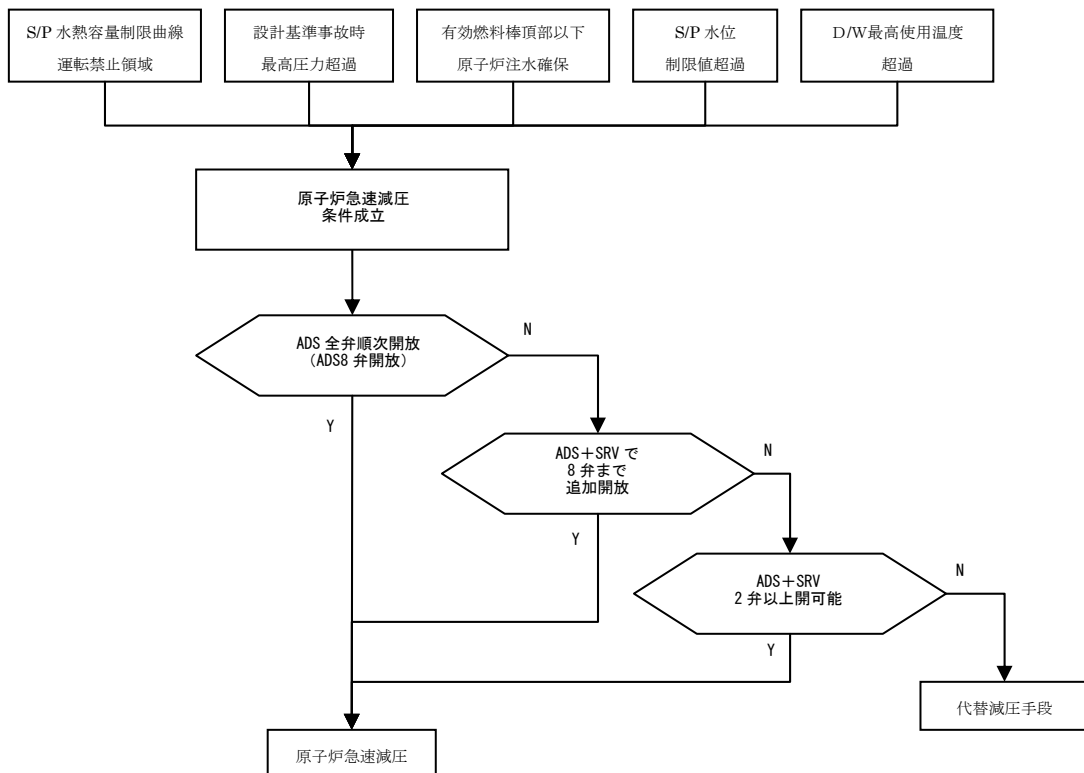 S/P 水熱容量制限曲線
運転禁止領域
設計基準事故時
最高圧力超過
有効燃料棒頂部以下
原子炉注水確保
S/P 水位
制限値超過
D/W最高使用温度
超過
原子炉急速減圧
条件成立
ADS 全弁順次開放
（ADS8 弁開放）
N
Y
ADS＋SRV で
8 弁まで
追加開放
N
Y
ADS＋SRV
2 弁以上開可能
N
Y
代替減圧手段
原子炉急速減圧